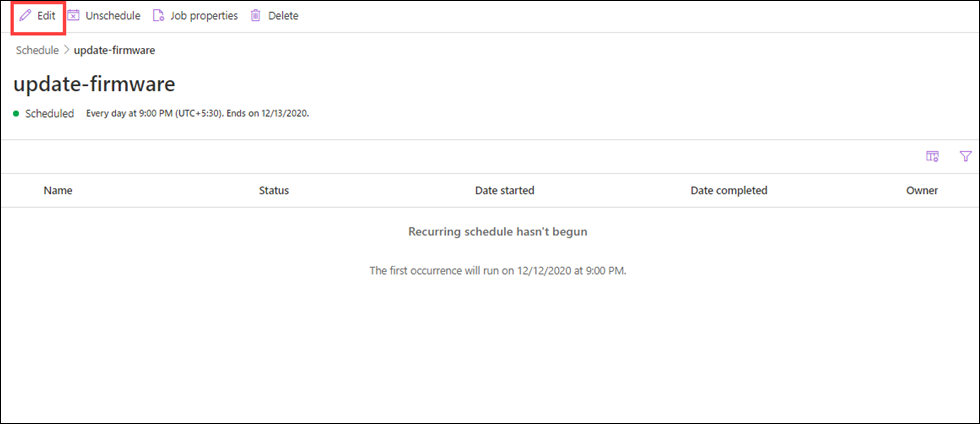 Edit Unschedule Job properties Delete
Schedule > update-firmware
update-firmware
Scheduled Every day at 9:00 PM (UTC+5:30). Ends on 12/13/2020.
Name Status Date started Date completed Owner
Recurring schedule hasn't begun
The first occurrence will run on 12/12/2020 at 9:00 PM.